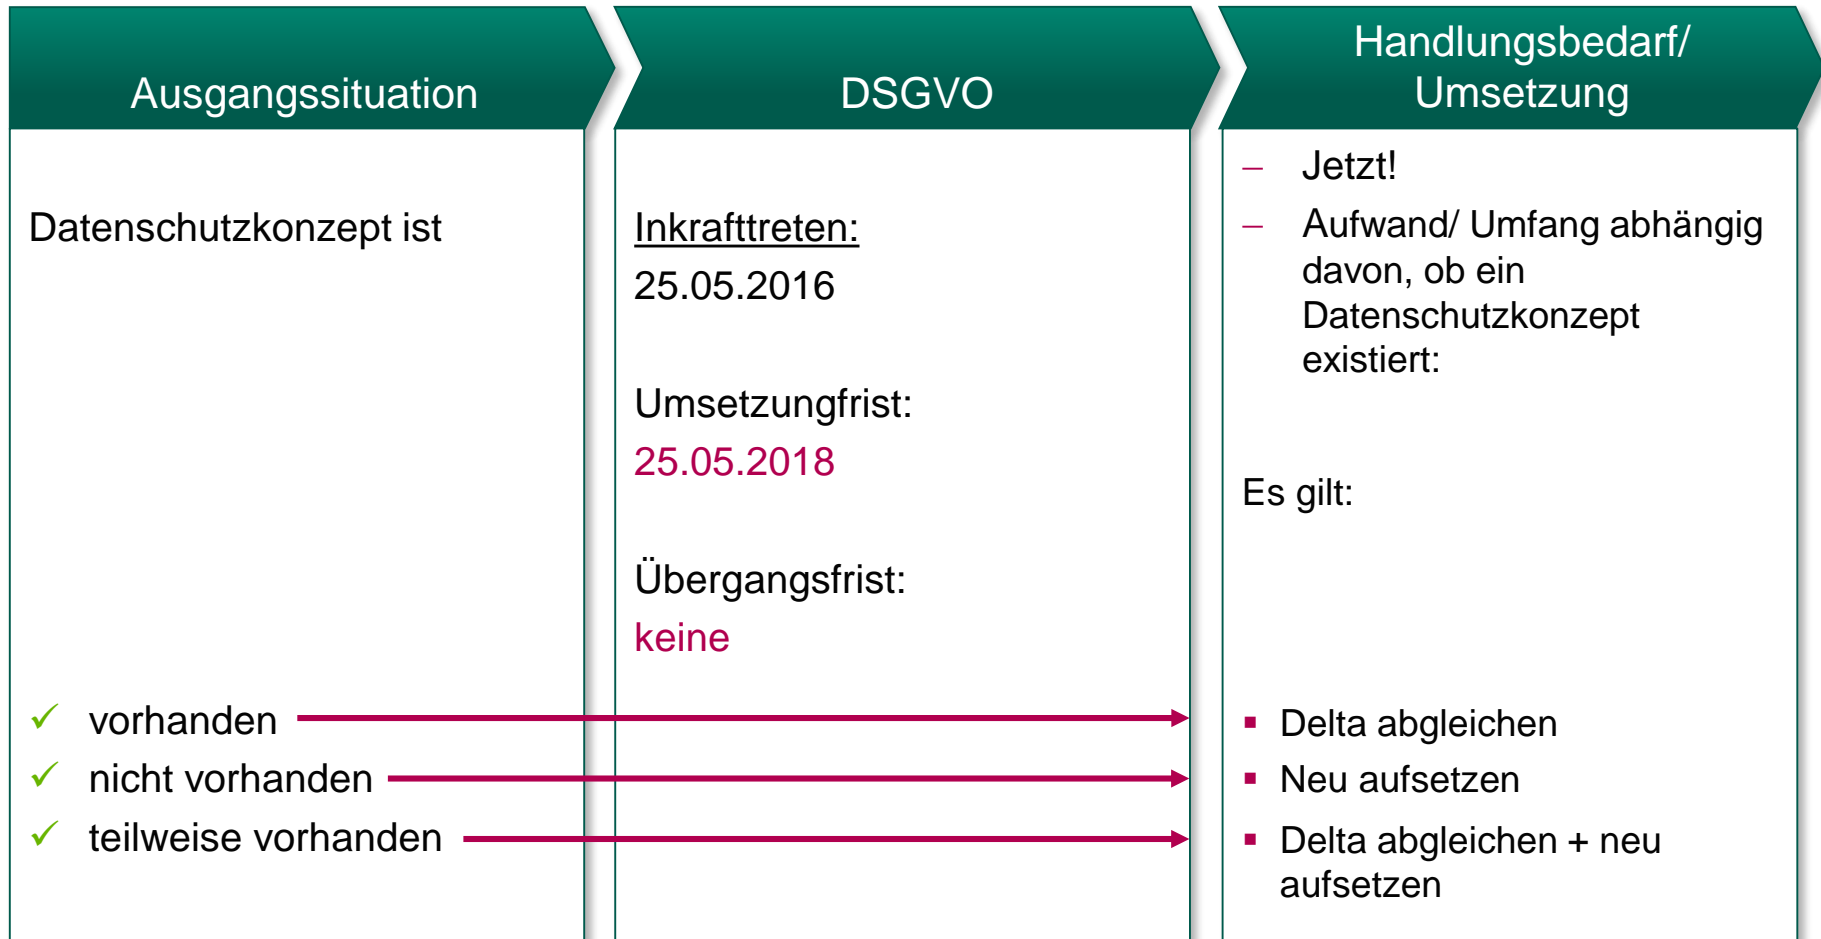 Ausgangssituation
DSGVO
Handlungsbedarf/
Umsetzung
Datenschutzkonzept ist
✓ vorhanden
✓ nicht vorhanden
✓ teilweise vorhanden
Inkrafttreten:
25.05.2016
Umsetzungfrist:
25.05.2018
Übergangsfrist:
keine
– Jetzt!
– Aufwand/ Umfang abhängig
davon, ob ein
Datenschutzkonzept
existiert:
Es gilt:
▪ Delta abgleichen
▪ Neu aufsetzen
▪ Delta abgleichen + neu
aufsetzen